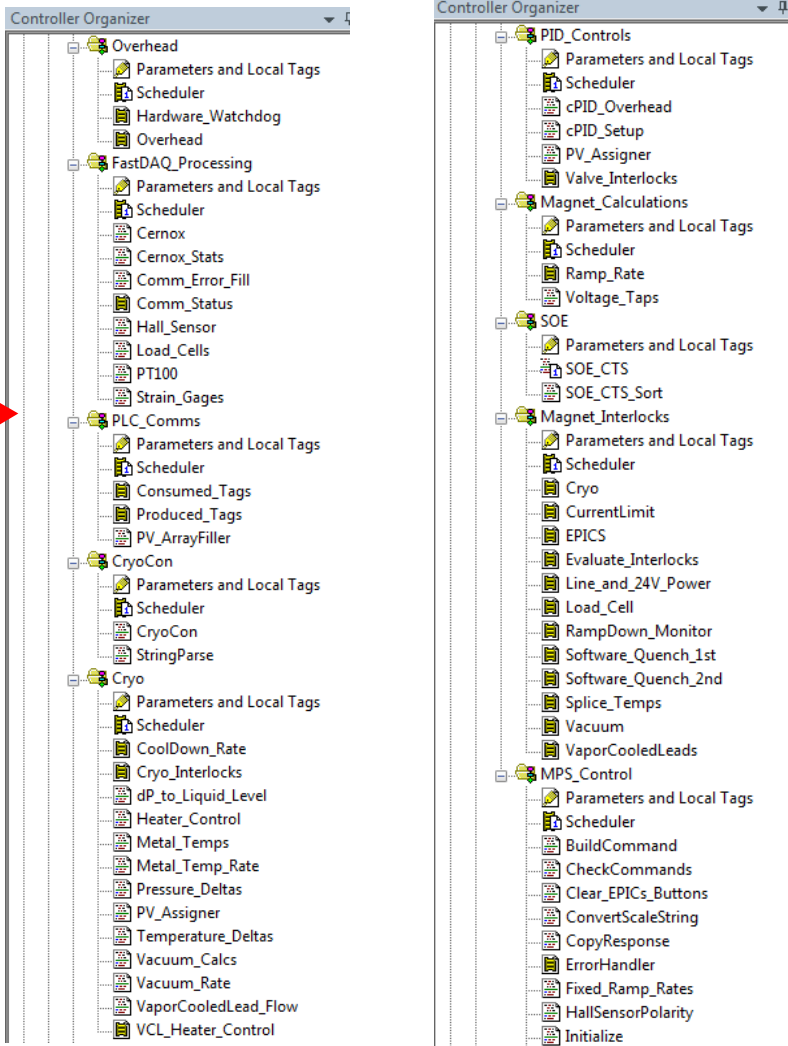 Controller Organizer
Overhead
Parameters and Local Tags
Scheduler
Hardware_Watchdog
Overhead
FastDAQ_Processing
Parameters and Local Tags
Scheduler
Cernox
Cernox_Stats
Comm_Error_Fill
Comm_Status
Hall_Sensor
Load_Cells
PT100
Strain_Gages
PLC_Comms
Parameters and Local Tags
Scheduler
Consumed_Tags
Produced_Tags
PV_ArrayFiller
CryoCon
Parameters and Local Tags
Scheduler
CryoCon
StringParse
Cryo
Parameters and Local Tags
Scheduler
CoolDown_Rate
Cryo_Interlocks
dP_to_Liquid_Level
Heater_Control
Metal_Temps
Metal_Temp_Rate
Pressure_Deltas
PV_Assigner
Temperature_Deltas
Vacuum_Calcs
Vacuum_Rate
VaporCooledLead_Flow
VCL_Heater_Control
Controller Organizer
PID_Controls
Parameters and Local Tags
Scheduler
cPID_Overhead
cPID_Setup
PV_Assigner
Valve_Interlocks
Magnet_Calculations
Parameters and Local Tags
Scheduler
Ramp_Rate
Voltage_Taps
SOE
Parameters and Local Tags
SOE_CTS
SOE_CTS_Sort
Magnet_Interlocks
Parameters and Local Tags
Scheduler
Cryo
CurrentLimit
EPICS
Evaluate_Interlocks
Line_and_24V_Power
Load_Cell
RampDown_Monitor
Software_Quench_1st
Software_Quench_2nd
Splice_Temps
Vacuum
VaporCooledLeads
MPS_Control
Parameters and Local Tags
Scheduler
BuildCommand
CheckCommands
Clear_EPICs_Buttons
ConvertScaleString
CopyResponse
ErrorHandler
Fixed_Ramp_Rates
HallSensorPolarity
Initialize